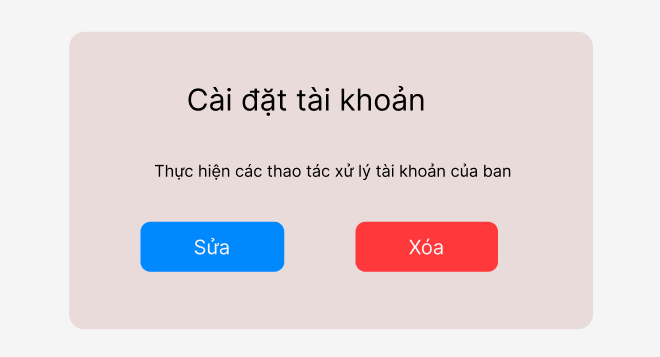 Cài đặt tài khoản
Thực hiện các thao tác xử lý tài khoản của ban
Sửa
Xóa